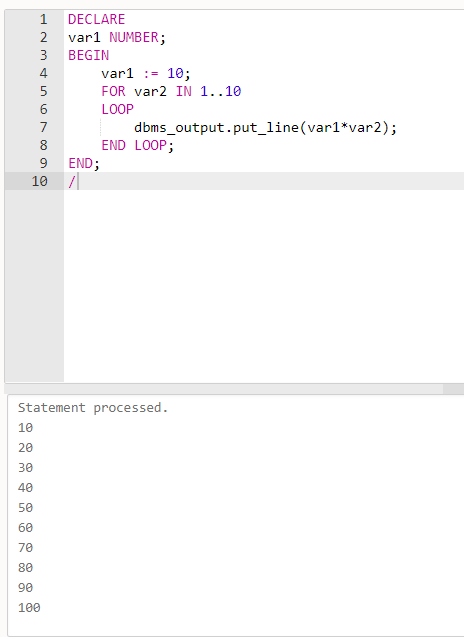 1 DECLARE
2 var1 NUMBER;
3 BEGIN
4     var1 := 10;
5     FOR var2 IN 1..10
6     LOOP
7         dbms_output.put_line(var1*var2);
8     END LOOP;
9 END;
10 /
Statement processed.
10
20
30
40
50
60
70
80
90
100